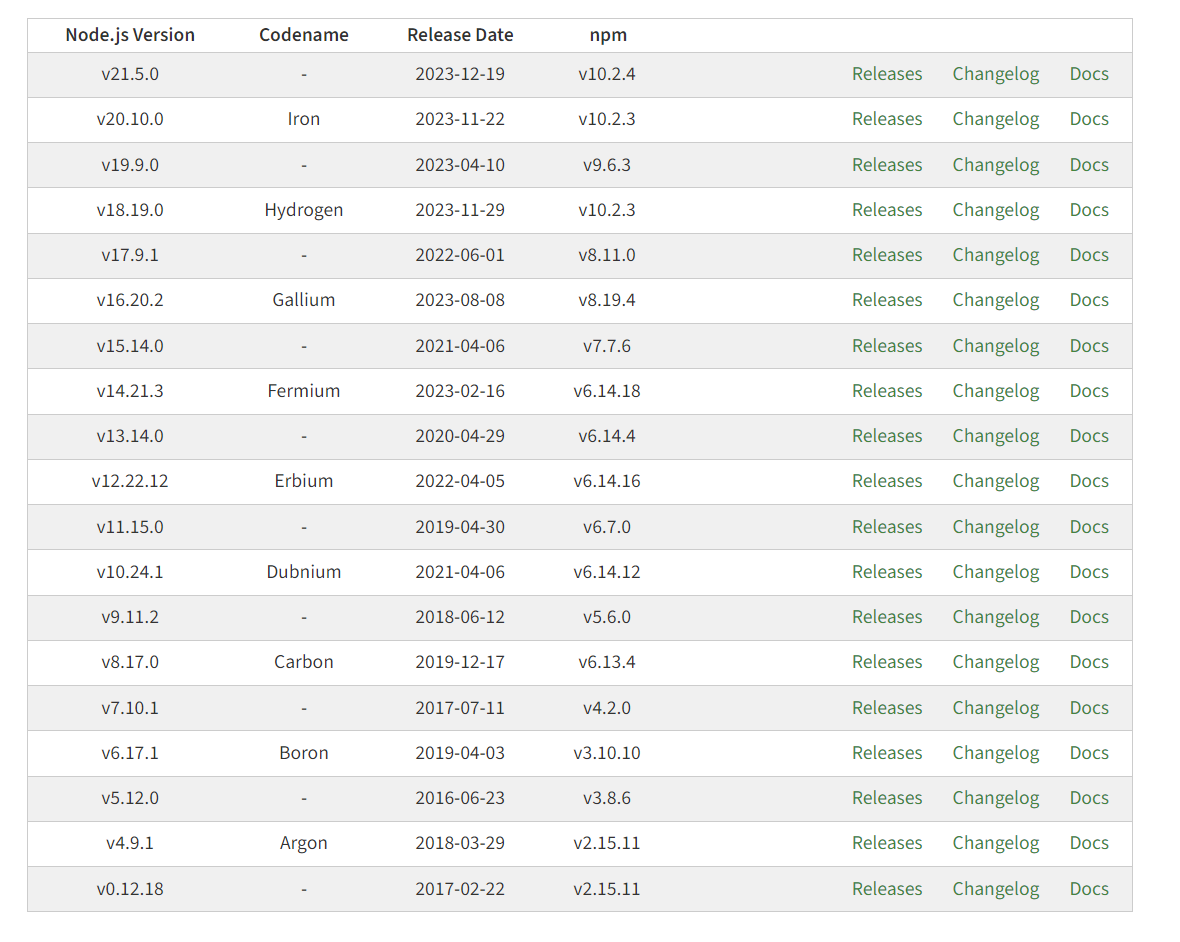 Node.js Version Codename Release Date npm
v21.5.0 - 2023-12-19 v10.2.4 Releases Changelog Docs
v20.10.0 Iron 2023-11-22 v10.2.3 Releases Changelog Docs
v19.9.0 - 2023-04-10 v9.6.3 Releases Changelog Docs
v18.19.0 Hydrogen 2023-11-29 v10.2.3 Releases Changelog Docs
v17.9.1 - 2022-06-01 v8.11.0 Releases Changelog Docs
v16.20.2 Gallium 2023-08-08 v8.19.4 Releases Changelog Docs
v15.14.0 - 2021-04-06 v7.7.6 Releases Changelog Docs
v14.21.3 Fermium 2023-02-16 v6.14.18 Releases Changelog Docs
v13.14.0 - 2020-04-29 v6.14.4 Releases Changelog Docs
v12.22.12 Erbium 2022-04-05 v6.14.16 Releases Changelog Docs
v11.15.0 - 2019-04-30 v6.7.0 Releases Changelog Docs
v10.24.1 Dubnium 2021-04-06 v6.14.12 Releases Changelog Docs
v9.11.2 - 2018-06-12 v5.6.0 Releases Changelog Docs
v8.17.0 Carbon 2019-12-17 v6.13.4 Releases Changelog Docs
v7.10.1 - 2017-07-11 v4.2.0 Releases Changelog Docs
v6.17.1 Boron 2019-04-03 v3.10.10 Releases Changelog Docs
v5.12.0 - 2016-06-23 v3.8.6 Releases Changelog Docs
v4.9.1 Argon 2018-03-29 v2.15.11 Releases Changelog Docs
v0.12.18 - 2017-02-22 v2.15.11 Releases Changelog Docs